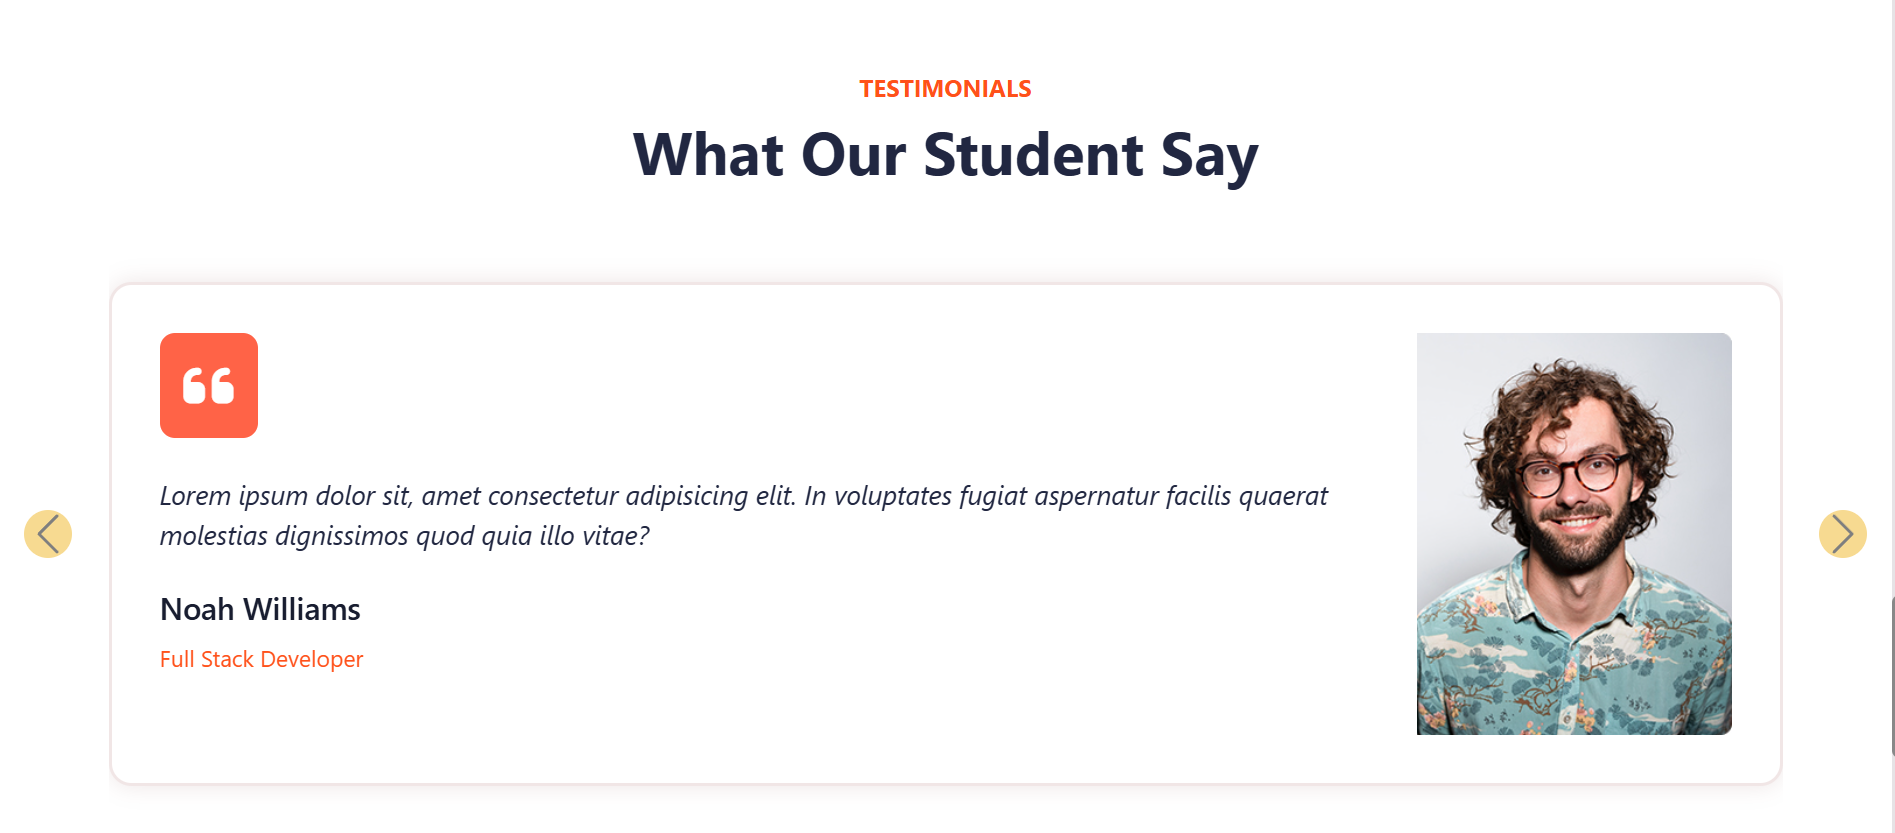 TESTIMONIALS
What Our Student Say
Lorem ipsum dolor sit, amet consectetur adipisicing elit. In voluptates fugiat aspernatur facilis quaerat
molestias dignissimos quod quia illo vitae?
Noah Williams
Full Stack Developer